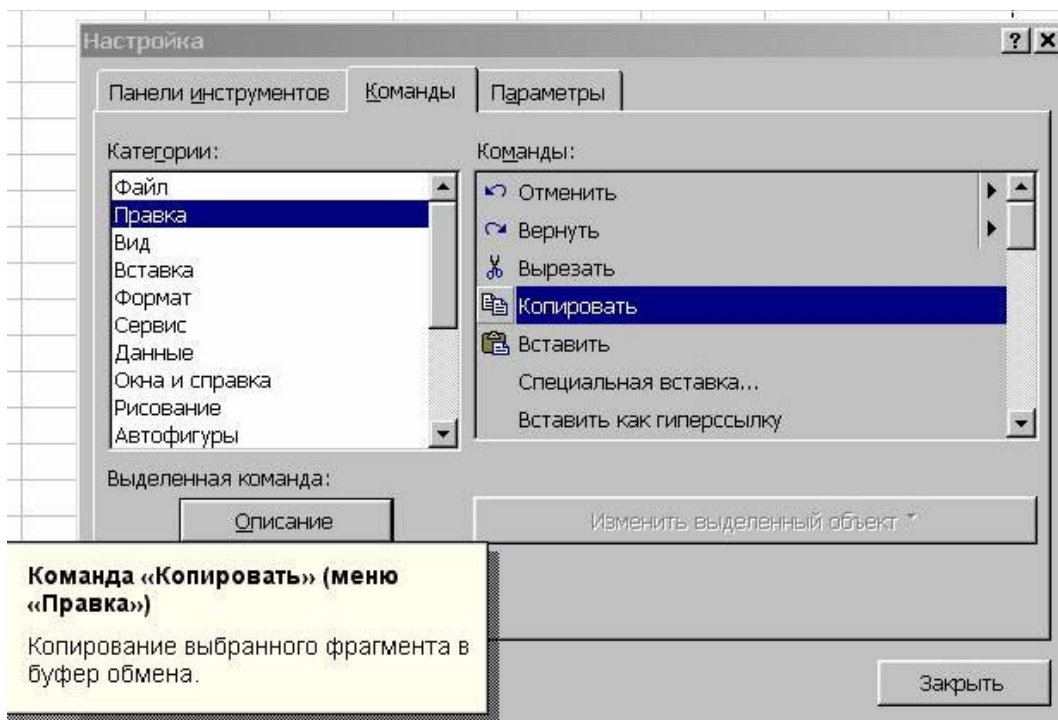 Настройка
Панели инструментов
Команды
Параметры
Категории:
Команды:
Файл
Правка
Вид
Вставка
Формат
Сервис
Данные
Окна и справка
Рисование
Автофигуры
Отменить
Вернуть
Вырезать
Копировать
Вставить
Специальная вставка...
Вставить как гиперссылку
Выделенная команда:
Описание
Изменить выделенный объект
Команда «Копировать» (меню
«Правка»)
Копирование выбранного фрагмента в
буфер обмена.
Закрыть